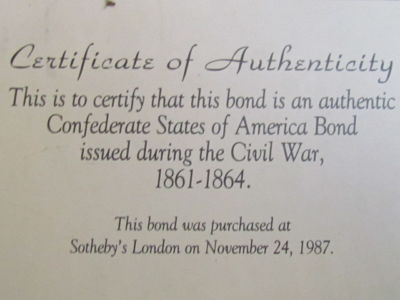 Certificate of Authenticity
This is to certify that this bond is an authentic
Confederate States of America Bond
issued during the Civil War,
1861-1864.
This bond was purchased at
Sotheby's London on November 24, 1987.